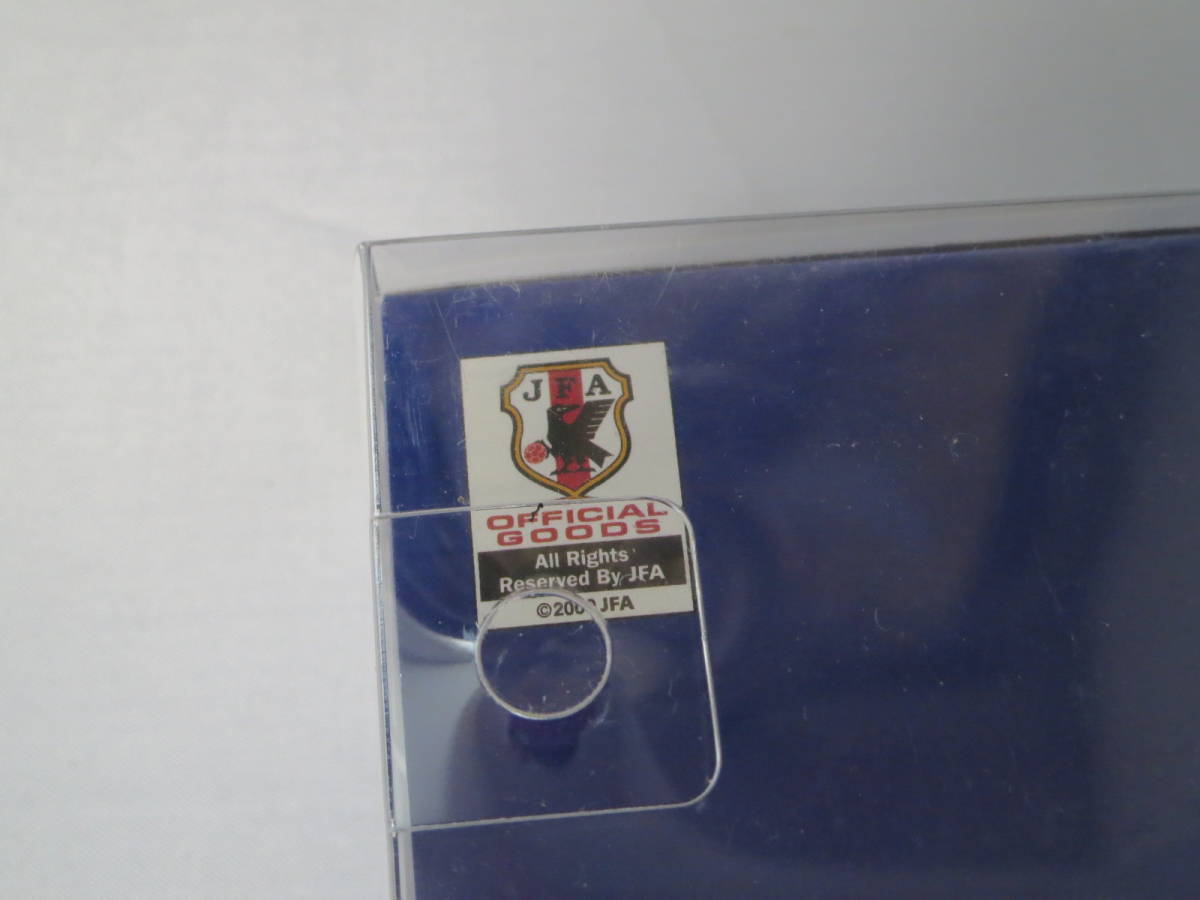 JFA
OFFICIAL
GOODS
All Rights
Reserved By JFA
JFA